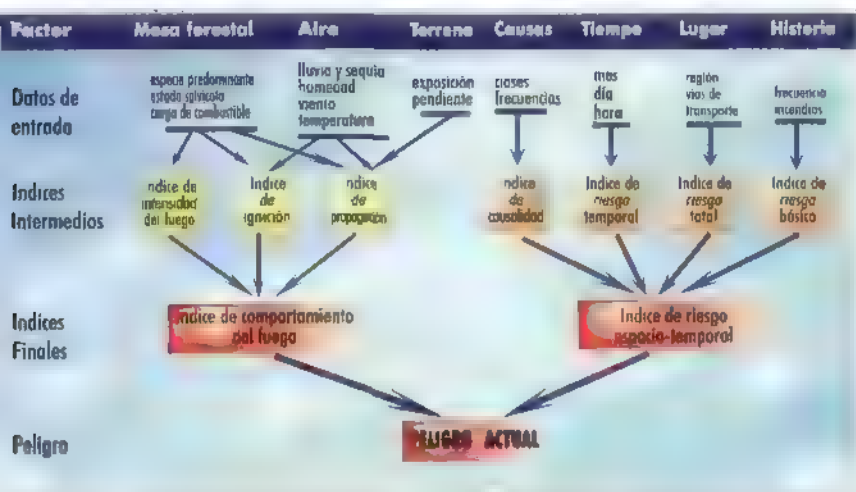 Factor Masa forestal Aire Terreno Causas Tiempo Lugar Historia
Datos de
entrada
especie predominante
estado selvícola
carga de combustible
lluvia y sequía
humedad
viento
temperatura
exposición
pendiente
clases
frecuencias
mes
día
hora
región
vías de
transporte
frecuencia
incendios
Indices
Intermedios
Indice de
intensidad
del fuego
Indice
de
ignición
Indice
de
propagación
Indice
de
causalidad
Indice de
riesgo
temporal
Indice de
riesgo
total
Indice de
riesgo
básico
Indices
Finales
Indice de comportamiento
del fuego
Indice de riesgo
espacio-temporal
Peligro
PELIGRO ACTUAL